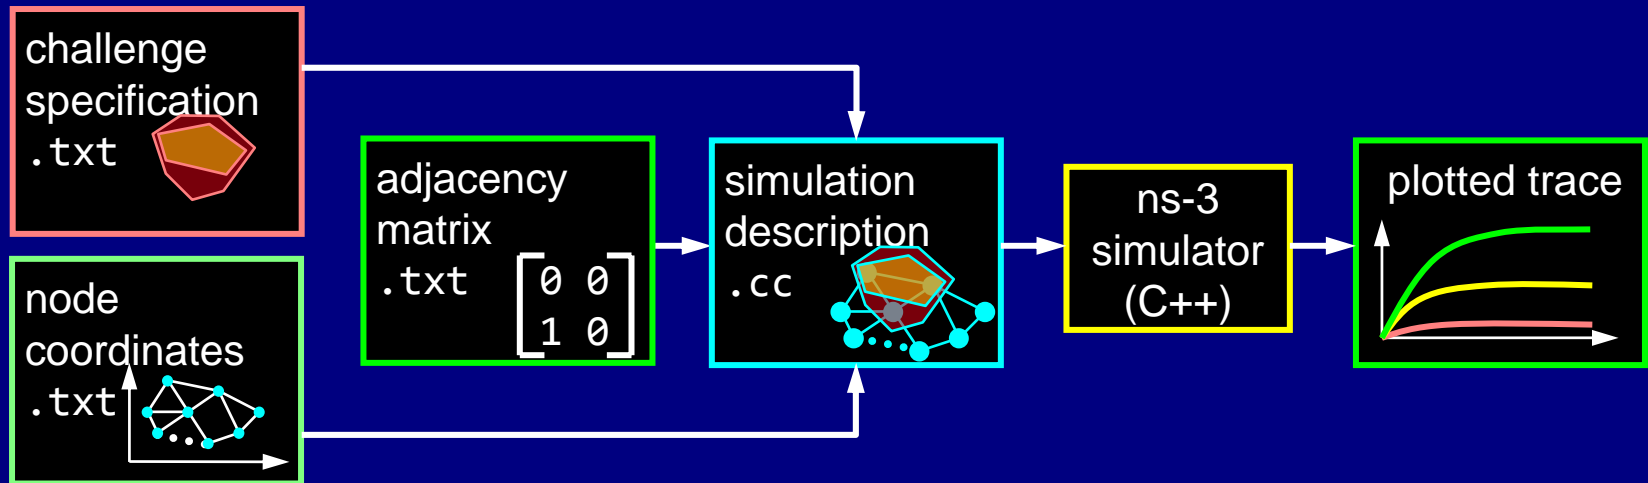 challenge
specification
.txt
node
coordinates
.txt
adjacency
matrix
.txt
0 0
1 0
simulation
description
.cc
ns-3
simulator
(C++)
plotted trace